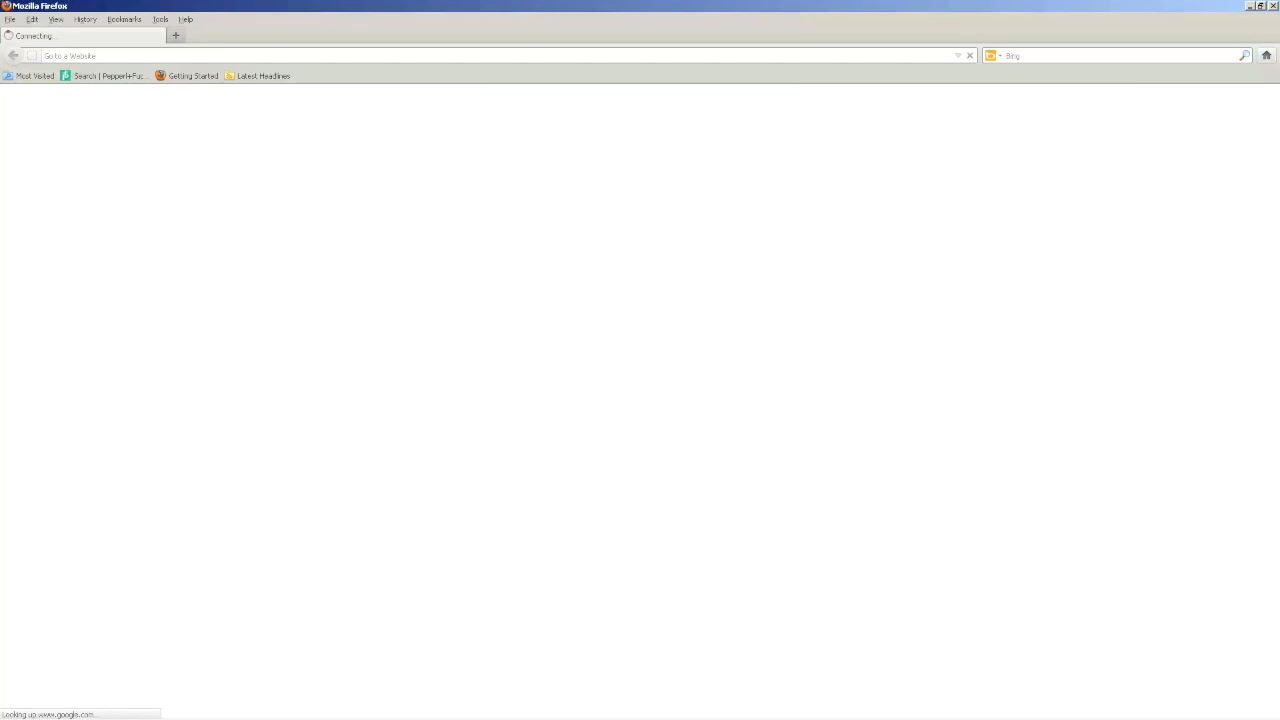 Mozilla Firefox
File Edit View History Bookmarks Tools Help
Connecting...
Go to a Website
Bing
Most Visited Search | Pepperl+Fuc... Getting Started Latest Headlines
Looking up www.google.com...